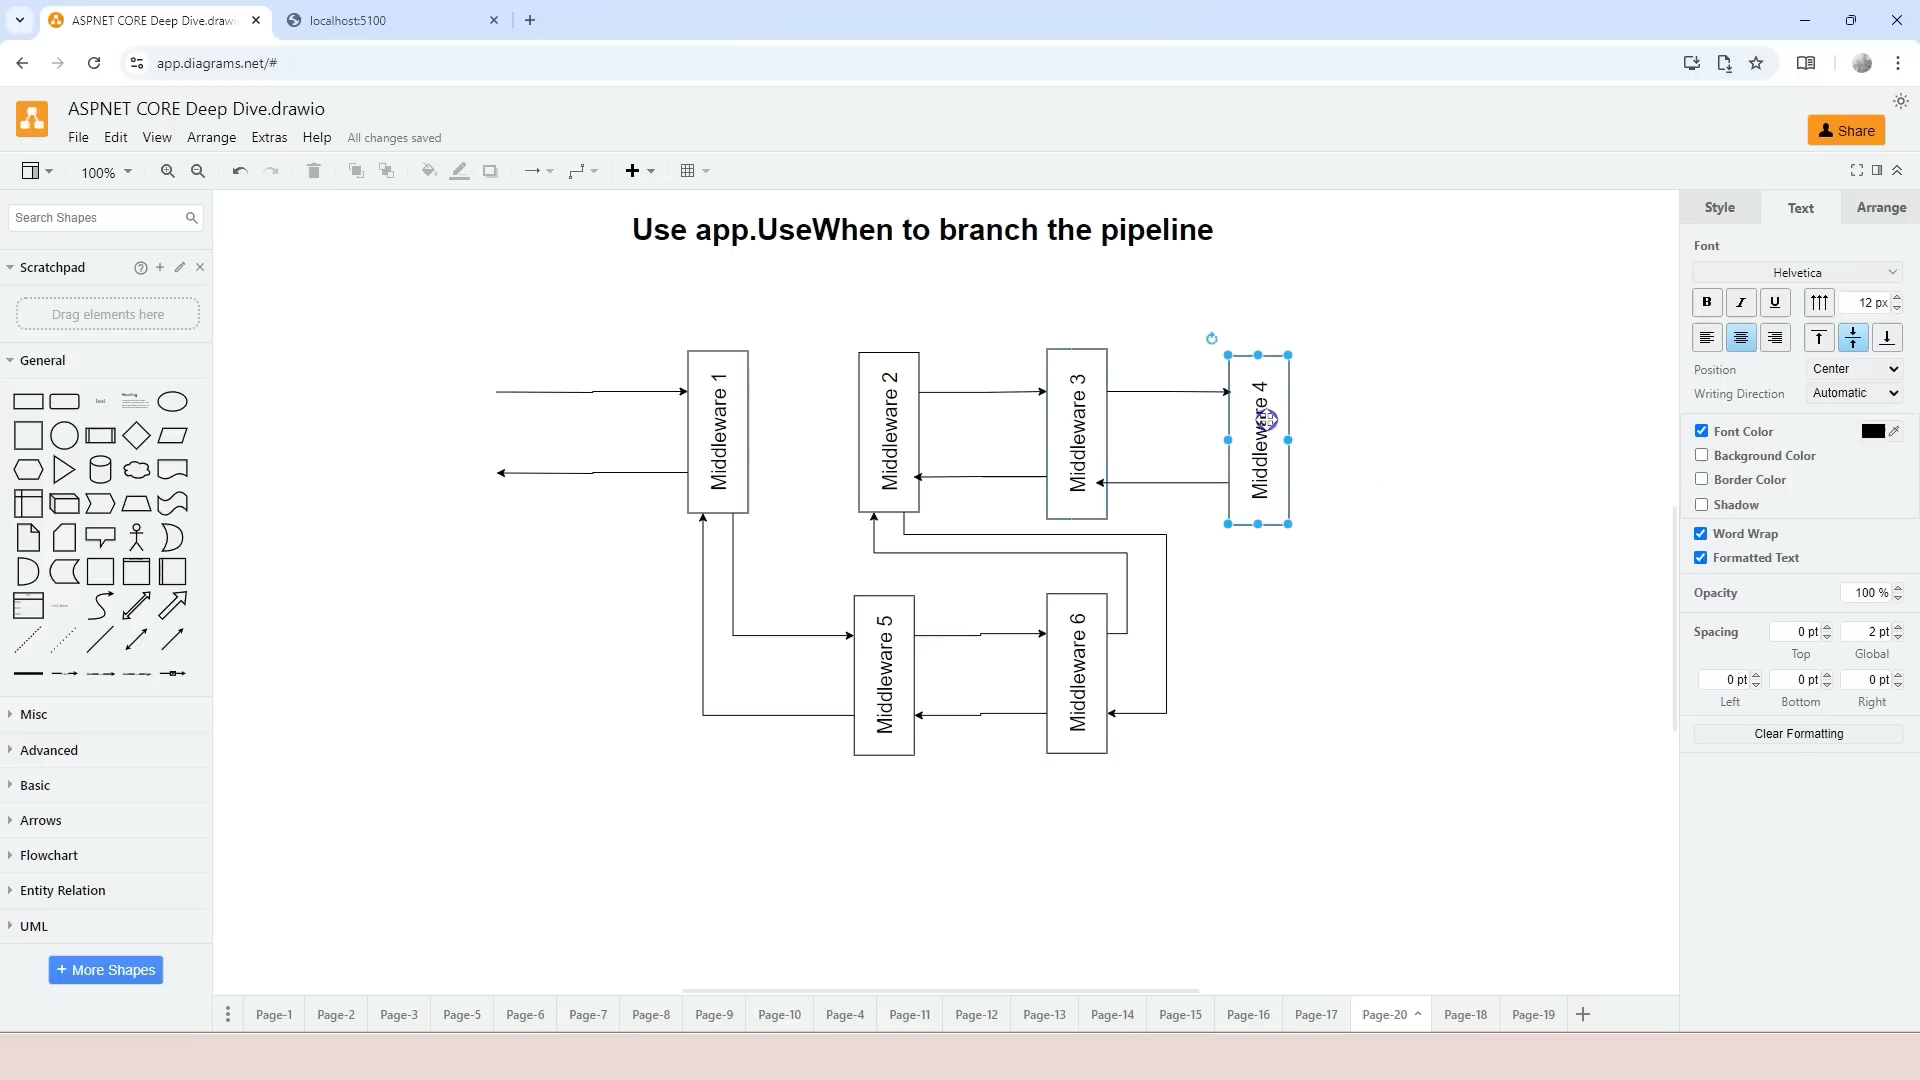 ASPNET CORE Deep Dive.drawi
localhost:5100
app.diagrams.net/#
ASPNET CORE Deep Dive.drawio
File Edit View Arrange Extras Help All changes saved
Share
100%
Search Shapes
Scratchpad
Drag elements here
General
Misc
Advanced
Basic
Arrows
Flowchart
Entity Relation
UML
+ More Shapes
Use app.UseWhen to branch the pipeline
Middleware 1
Middleware 2
Middleware 3
Middleware 4
Middleware 5
Middleware 6
Style Text Arrange
Font
Helvetica
B I U 12 px
Position Center
Writing Direction Automatic
Font Color
Background Color
Border Color
Shadow
Word Wrap
Formatted Text
Opacity 100 %
Spacing 0 pt 2 pt
Top Global
0 pt 0 pt 0 pt
Left Bottom Right
Clear Formatting
Page-1 Page-2 Page-3 Page-5 Page-6 Page-7 Page-8 Page-9 Page-10 Page-4 Page-11 Page-12 Page-13 Page-14 Page-15 Page-16 Page-17 Page-20 Page-18 Page-19